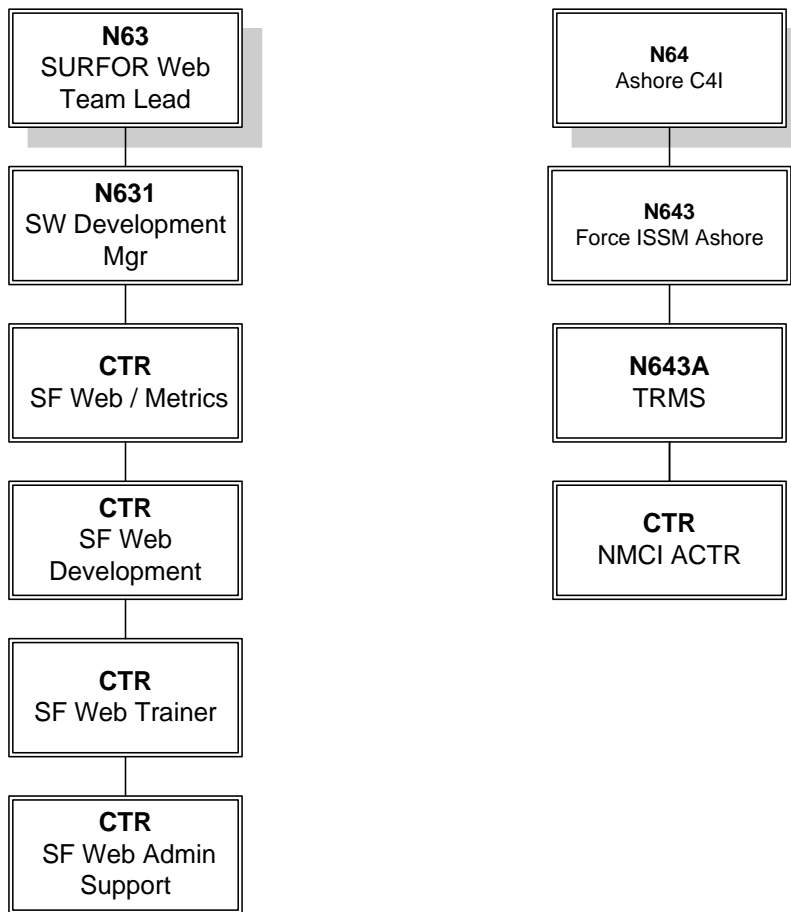 N63
SURFOR Web
Team Lead
N631
SW Development
Mgr
CTR
SF Web / Metrics
CTR
SF Web
Development
CTR
SF Web Trainer
CTR
SF Web Admin
Support
N64
Ashore C4I
N643
Force ISSM Ashore
N643A
TRMS
CTR
NMCI ACTR